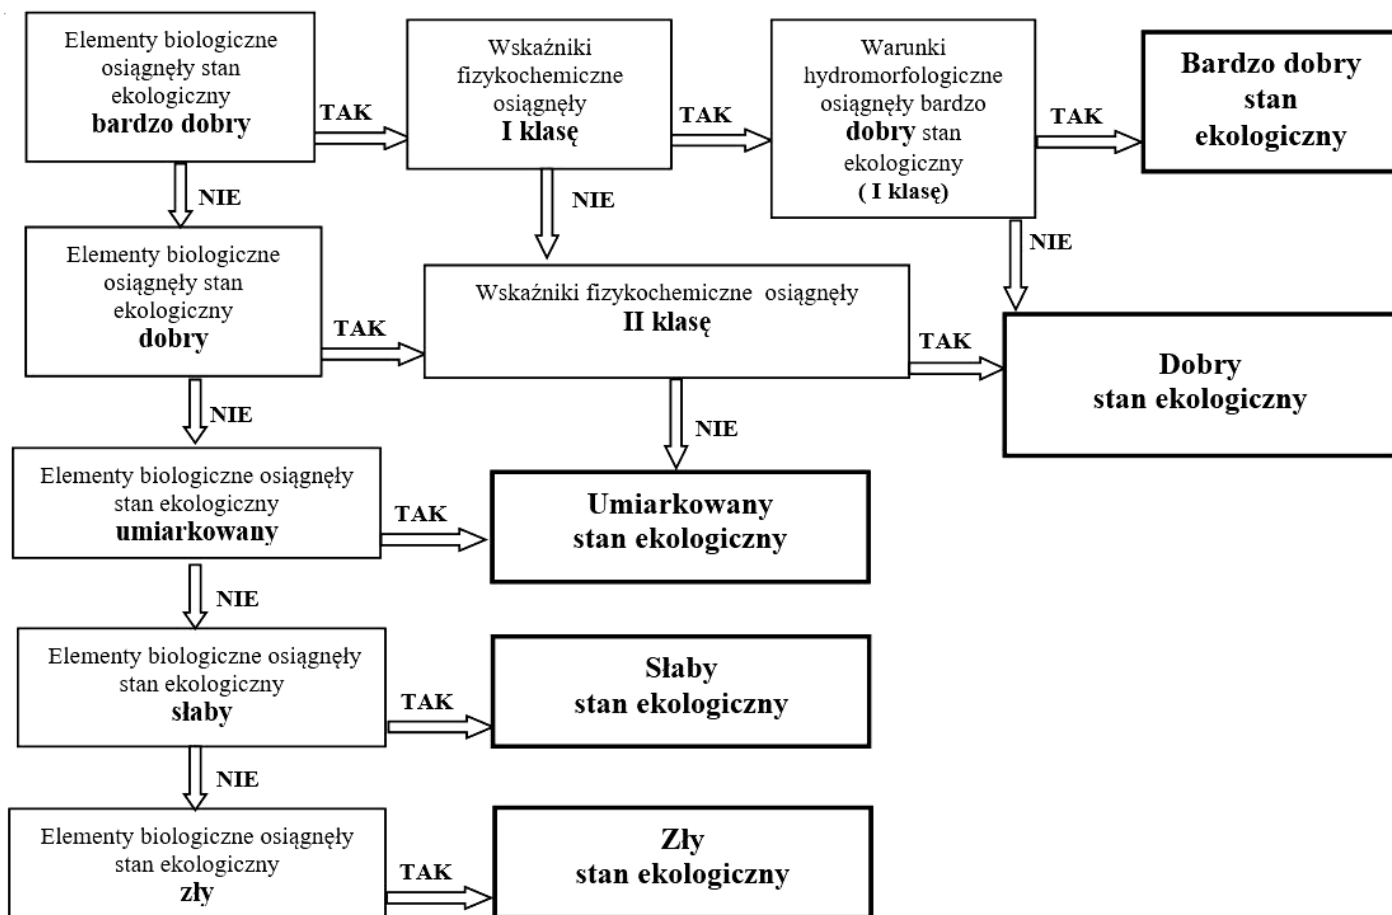 Elementy biologiczne
osiągnęły stan
ekologiczny
bardzo dobry
TAK
Wskaźniki
fizykochemiczne
osiągnęły
I klasę
TAK
Warunki
hydromorfologiczne
osiągnęły bardzo
dobry stan
ekologiczny
( I klasę)
TAK
Bardzo dobry
stan
ekologiczny
NIE
NIE
NIE
Elementy biologiczne
osiągnęły stan
ekologiczny
dobry
TAK
Wskaźniki fizykochemiczne osiągnęły
II klasę
TAK
Dobry
stan ekologiczny
NIE
NIE
Elementy biologiczne osiągnęły
stan ekologiczny
umiarkowany
TAK
Umiarkowany
stan ekologiczny
NIE
Elementy biologiczne osiągnęły
stan ekologiczny
słaby
TAK
Słaby
stan ekologiczny
NIE
Elementy biologiczne osiągnęły
stan ekologiczny
zły
TAK
Zły
stan ekologiczny